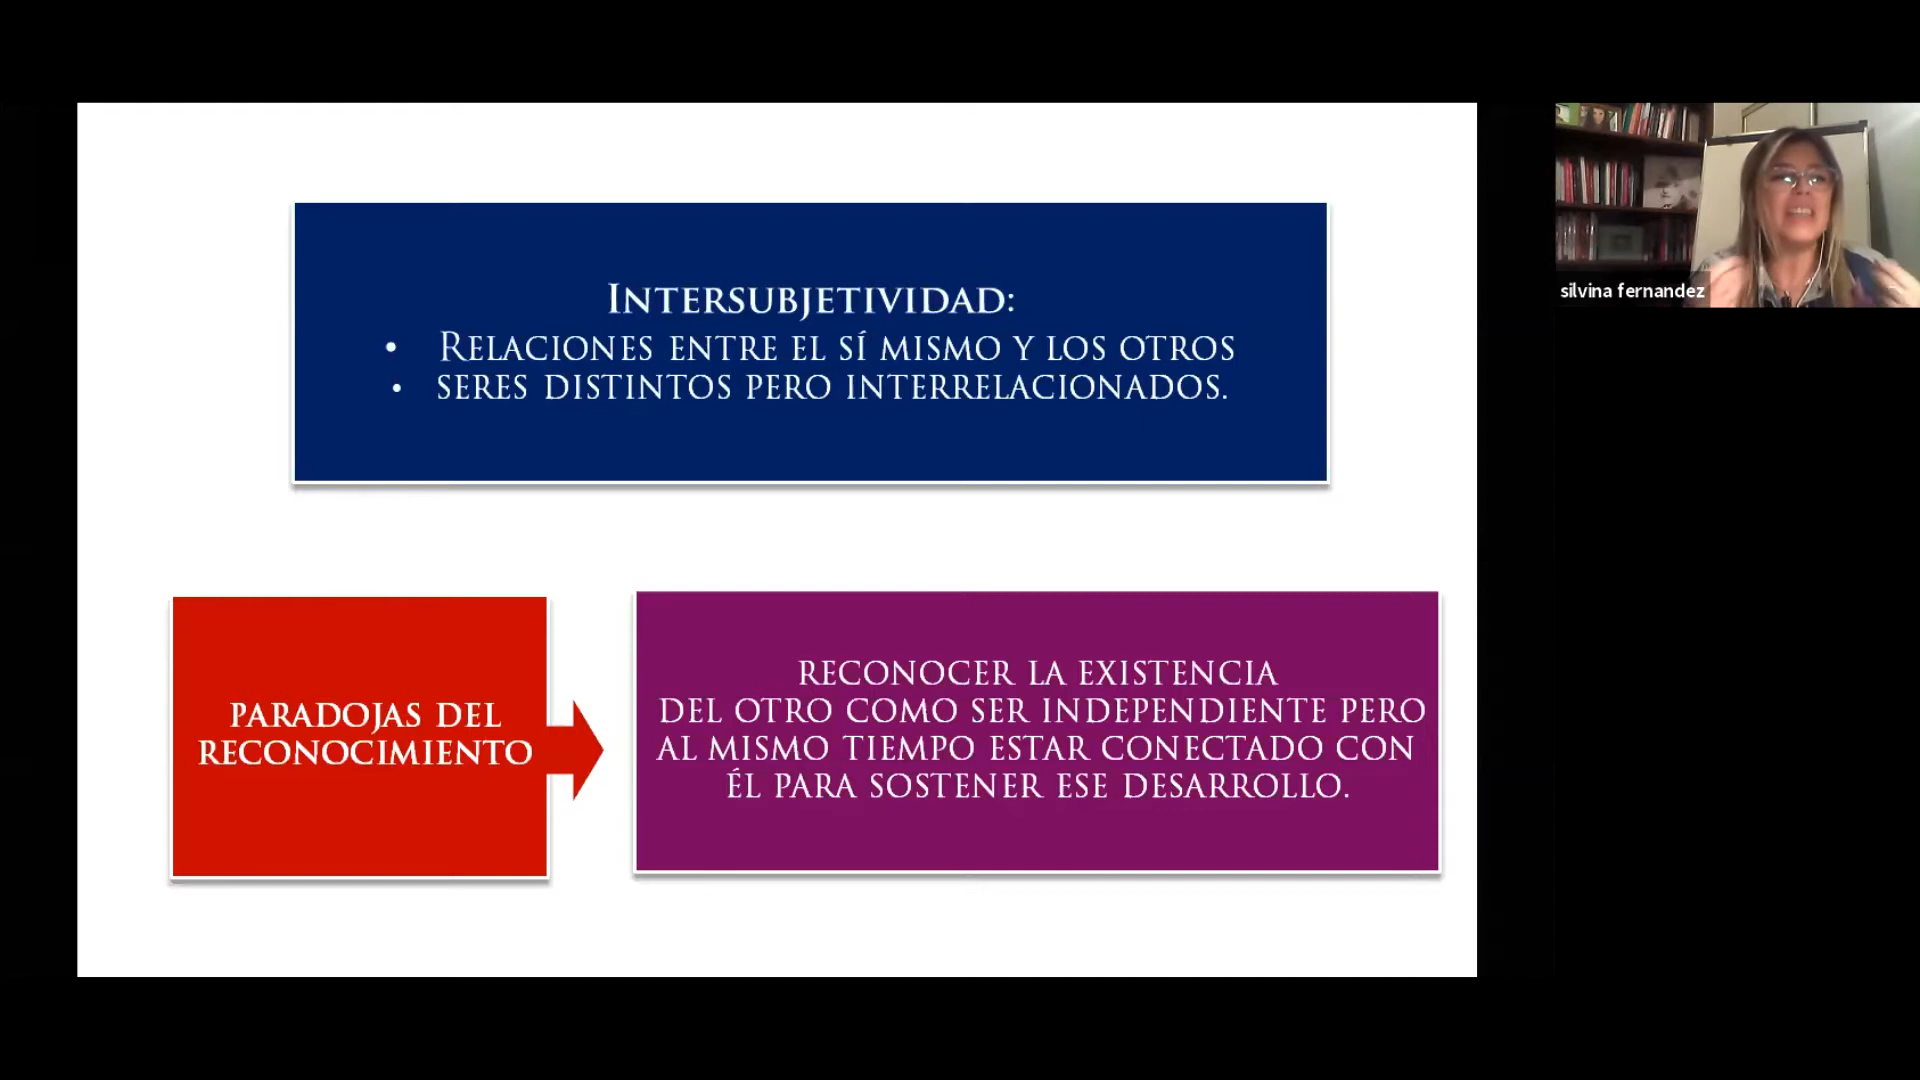 Intersubjetividad:
• Relaciones entre el sí mismo y los otros
• seres distintos pero interrelacionados.
PARADOJAS DEL
RECONOCIMIENTO
RECONOCER LA EXISTENCIA
DEL OTRO COMO SER INDEPENDIENTE PERO
AL MISMO TIEMPO ESTAR CONECTADO CON
ÉL PARA SOSTENER ESE DESARROLLO.
silvina fernandez